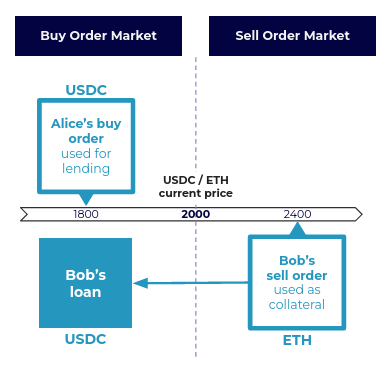 Buy Order Market
Sell Order Market
USDC
Alice's buy
order
used for
lending
USDC / ETH
current price
1800
2000
2400
Bob's
loan
USDC
Bob's
sell order
used as
collateral
ETH